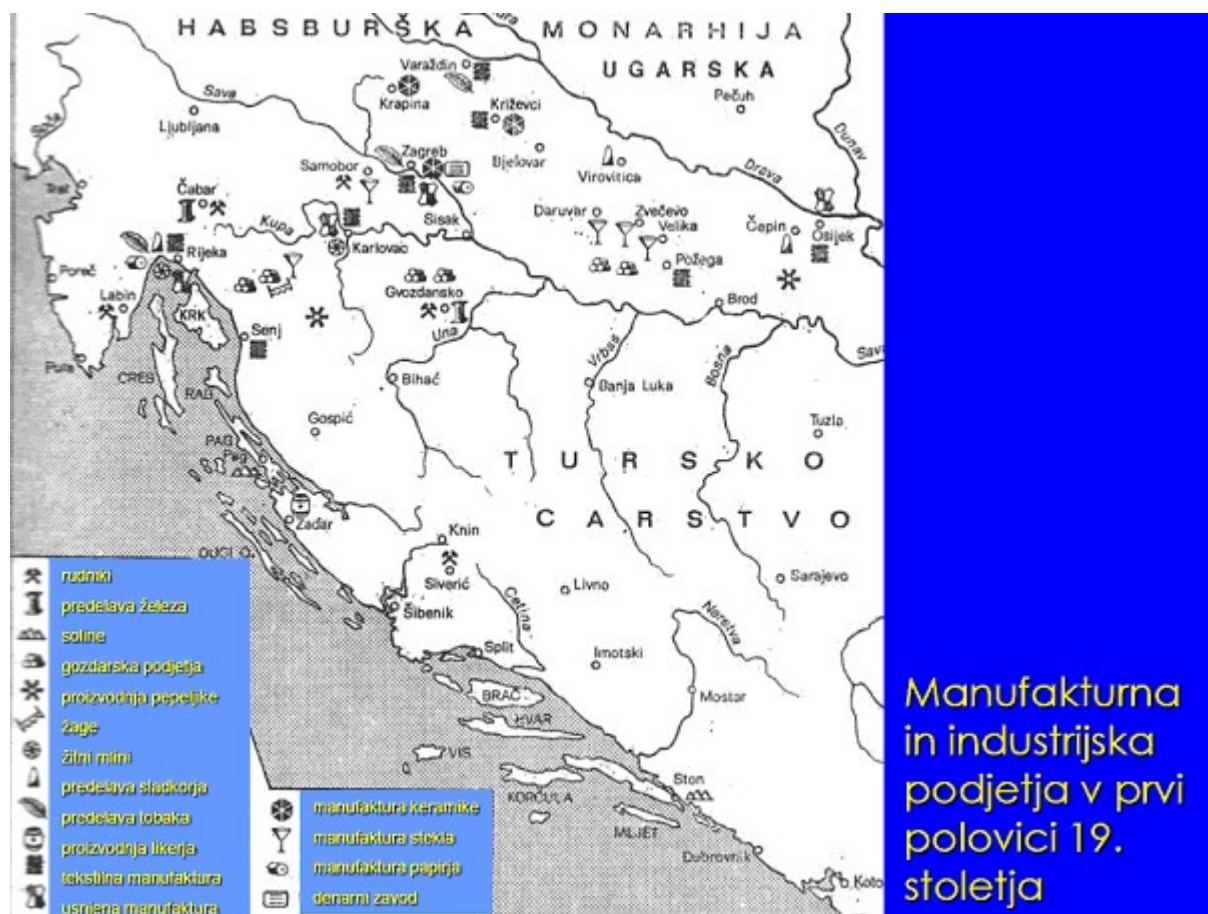 HABSBURŠKA MONARHIJA
UGARSKA
Varaždin
Krapina
Križevci
Pečuh
Sava
Ljubljana
Zagreb
Bjelovar
Samobor
Virovitica
Drava
Dunav
Trst
Čabar
Kupa
Sisak
Daruvar
Zvečevo
Velika
Čepin
Osijek
Rijeka
Karlovac
Požega
Poreč
Labin
Gvozdansko
Brod
KRK
Senj
Una
Sava
Pula
CRES
RAB
Bihać
Vrbas
Banja Luka
Bosna
Gospić
Tuzla
PAG
Pag
TURSKO
CARSTVO
Zadar
Knin
Siverić
Livno
Sarajevo
Šibenik
Cetina
Neretva
Split
Imotski
BRAČ
Mostar
HVAR
VIS
KORČULA
Ston
MLJET
Dubrovnik
Koto
rudniki
predelava železa
soline
gozdarska podjetja
proizvodnja pepeljke
žage
žitni mlini
predelava sladkorja
predelava tobaka
proizvodnja likerja
tekstilna manufaktura
usnjena manufaktura
manufaktura keramike
manufaktura stekla
manufaktura papirja
denarni zavod
Manufakturna
in industrijska
podjetja v prvi
polovici 19.
stoletja